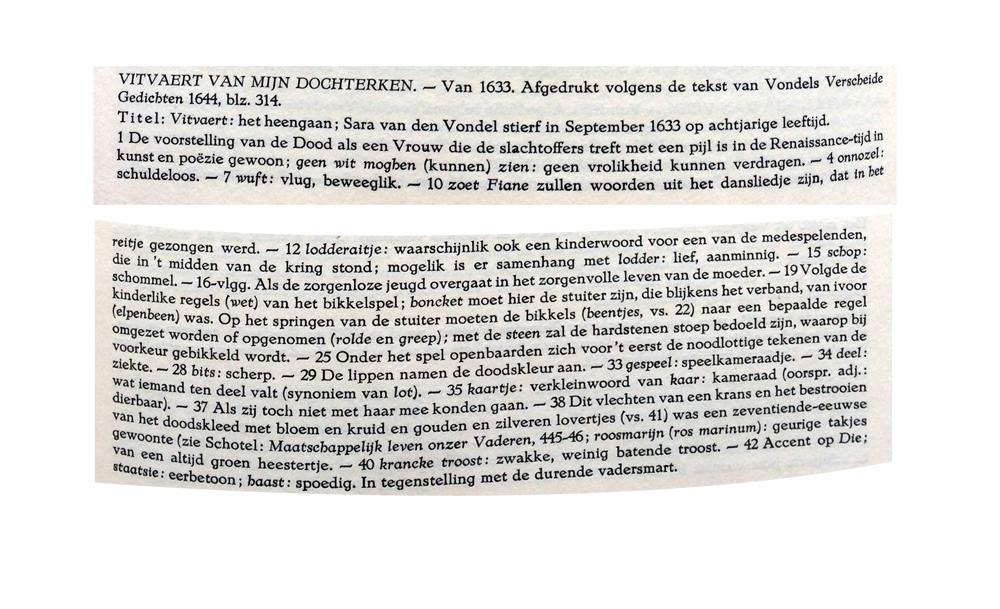 VITVAERT VAN MIJN DOCHTERKEN. — Van 1633. Afgedrukt volgens de tekst van Vondels Verscheide
Gedichten 1644, blz. 314.
Titel: Vitvaert: het heengaan; Sara van den Vondel stierf in September 1633 op achtjarige leeftijd.
1 De voorstelling van de Dood als een Vrouw die de slachtoffers treft met een pijl is in de Renaissance-tijd in
kunst en poëzie gewoon; geen wit moghen (kunnen) zien: geen vrolikheid kunnen verdragen. — 4 onnozel:
schuldeloos. — 7 wuft: vlug, beweeglik. — 10 zoet Fiane zullen woorden uit het dansliedje zijn, dat in het
reitje gezongen werd. — 12 lodderaitje: waarschijnlik ook een kinderwoord voor een van de medespelenden,
die in 't midden van de kring stond; mogelik is er samenhang met lodder: lief, aanminnig. — 15 schop:
schommel. — 16-vlgg. Als de zorgenloze jeugd overgaat in het zorgenvolle leven van de moeder. — 19 Volgde de
kinderlike regels (wet) van het bikkelspel; boncket moet hier de stuiter zijn, die blijkens het verband, van ivoor
(elpenbeen) was. Op het springen van de stuiter moeten de bikkels (beentjes, vs. 22) naar een bepaalde regel
omgezet worden of opgenomen (rolde en greep); met de steen zal de hardstenen stoep bedoeld zijn, waarop bij
voorkeur gebikkeld wordt. — 25 Onder het spel openbaarden zich voor't eerst de noodlottige tekenen van de
ziekte. — 28 bits: scherp. — 29 De lippen namen de doodskleur aan. — 33 gespeel: speelkameraadje. — 34 deel:
wat iemand ten deel valt (synoniem van lot). — 35 kaartje: verkleinwoord van kaar: kameraad (oorspr. adj.:
dierbaar). — 37 Als zij toch niet met haar mee konden gaan. — 38 Dit vlechten van een krans en het bestrooien
van het doodskleed met bloem en kruid en gouden en zilveren lovertjes (vs. 41) was een zeventiende-eeuwse
gewoonte (zie Schotel: Maatschappelijk leven onzer Vaderen, 445-46; roosmarijn (ros marinum): geurige takjes
van een altijd groen heestertje. — 40 krancke troost: zwakke, weinig batende troost. — 42 Accent op Die;
staatsie: eerbetoon; haast: spoedig. In tegenstelling met de durende vadersmart.